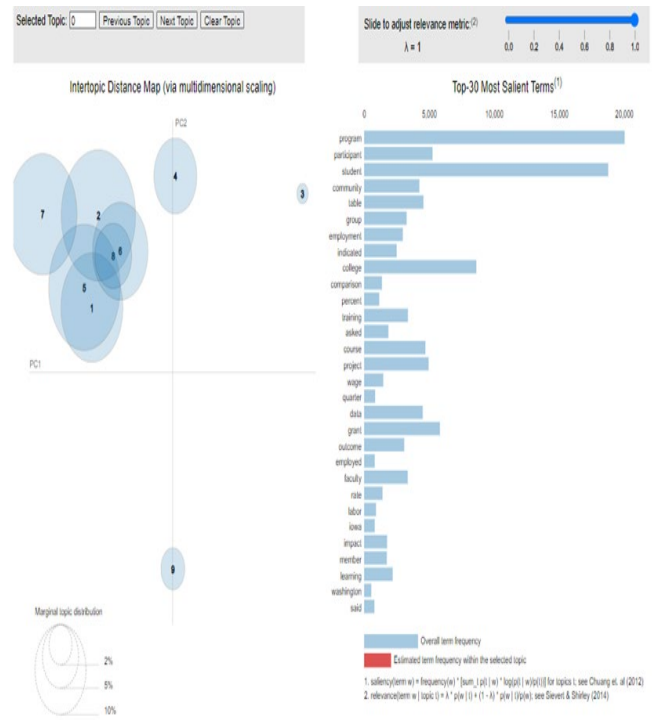 Selected Topic: 0 Previous Topic Next Topic Clear Topic
Slide to adjust relevance metric:(2)
λ = 1
0.0 0.2 0.4 0.6 0.8 1.0
Intertopic Distance Map (via multidimensional scaling)
PC2
PC1
7
2
4
3
6
8
5
1
9
Marginal topic distribution
2%
5%
10%
Top-30 Most Salient Terms(1)
0 5,000 10,000 15,000 20,000
program
participant
student
community
table
group
employment
indicated
college
comparison
percent
training
asked
course
project
wage
quarter
data
grant
outcome
employed
faculty
rate
labor
iowa
impact
member
learning
washington
said
Overall term frequency
Estimated term frequency within the selected topic
1. saliency(term w) = frequency(w) * [sum_t p(t | w) * log(p(t | w)/p(t))] for topics t; see Chuang et. al (2012)
2. relevance(term w | topic t) = λ * p(w | t) + (1 - λ) * p(w | t)/p(w); see Sievert & Shirley (2014)